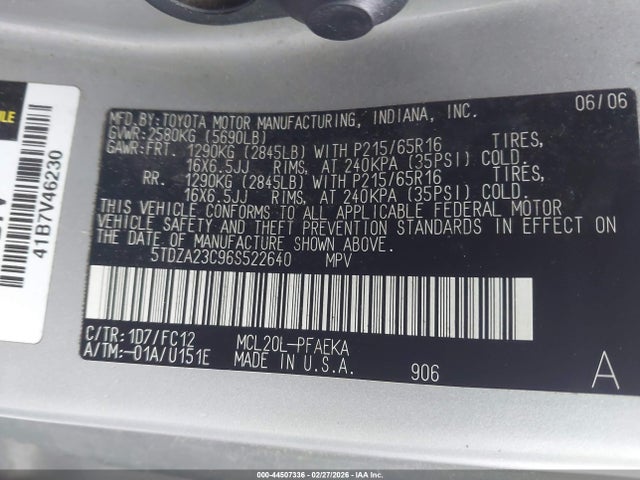 MFD.BY:TOYOTA MOTOR MANUFACTURING, INDIANA, INC. 06/06
GVWR:2580KG (5690LB)
GAWR:FRT. 1290KG (2845LB) WITH P215/65R16 TIRES,
16X6.5JJ RIMS, AT 240KPA (35PSI) COLD.
RR. 1290KG (2845LB) WITH P215/65R16 TIRES,
16X6.5JJ RIMS, AT 240KPA (35PSI) COLD.
THIS VEHICLE CONFORMS TO ALL APPLICABLE FEDERAL MOTOR
VEHICLE SAFETY AND THEFT PREVENTION STANDARDS IN EFFECT ON
THE DATE OF MANUFACTURE SHOWN ABOVE.
5TDZA23C96S522640 MPV
C/TR:1D7/FC12 MCL20L-PFAEKA
A/TM:-01A/U151E MADE IN U.S.A. 906 A
41B7V46230
000-44507336 - 02/27/2026 - IAAI, Inc.